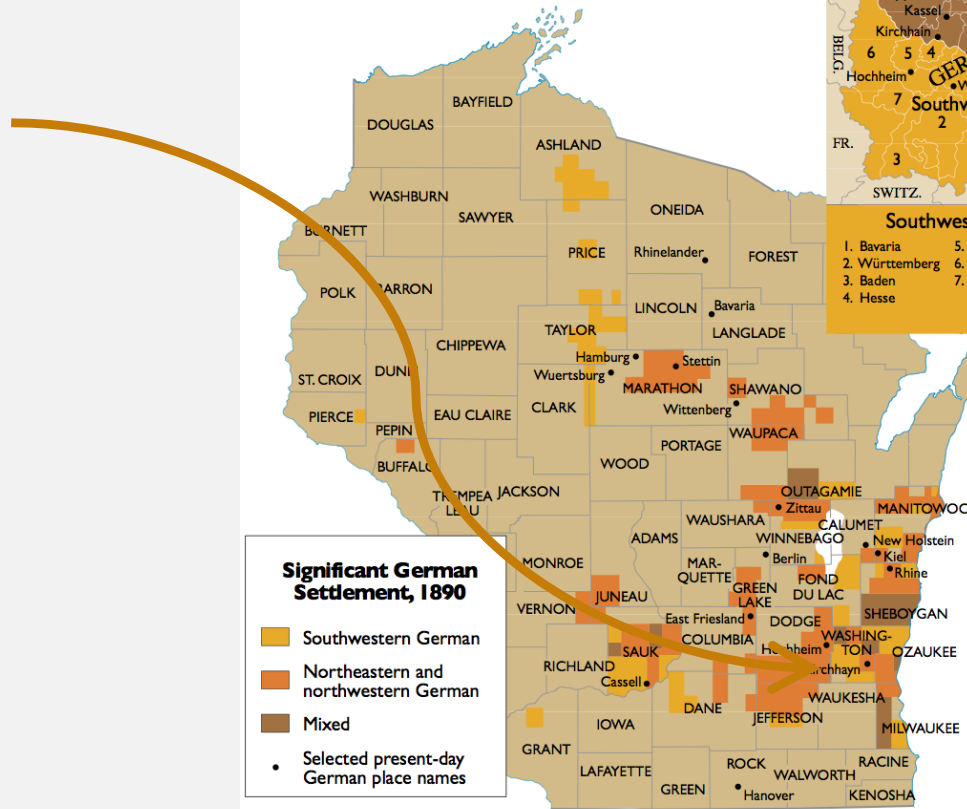 Kassel
Kirchhain
BELG.
6
5
4
GER
Hochheim
W
7
Southw
2
FR.
3
SWITZ.
Southwes
1. Bavaria
5.
2. Württemberg
6.
3. Baden
7.
4. Hesse
BAYFIELD
DOUGLAS
ASHLAND
WASHBURN
SAWYER
ONEIDA
BURNETT
PRICE
Rhinelander
FOREST
POLK
BARRON
LINCOLN
Bavaria
TAYLOR
LANGLADE
CHIPPEWA
Hamburg
Stettin
Wuertsburg
ST. CROIX
DUNN
MARATHON
SHAWANO
PIERCE
EAU CLAIRE
CLARK
Wittenberg
PEPIN
WAUPACA
PORTAGE
BUFFALO
WOOD
TREMPEA
LEAU
JACKSON
OUTAGAMIE
Zittau
MANITOWOC
WAUSHARA
CALUMET
ADAMS
WINNEBAGO
New Holstein
MONROE
Berlin
Kiel
MAR-
QUETTE
Rhine
GREEN
LAKE
FOND
DU LAC
JUNEAU
VERNON
SHEBOYGAN
East Friesland
DODGE
COLUMBIA
WASHING-
TON
SAUK
Hochheim
OZAUKEE
RICHLAND
rchhayn
Cassell
WAUKESHA
DANE
JEFFERSON
IOWA
MILWAUKEE
GRANT
ROCK
RACINE
LAFAYETTE
WALWORTH
GREEN
Hanover
KENOSHA
Significant German
Settlement, 1890
Southwestern German
Northeastern and
northwestern German
Mixed
Selected present-day
German place names